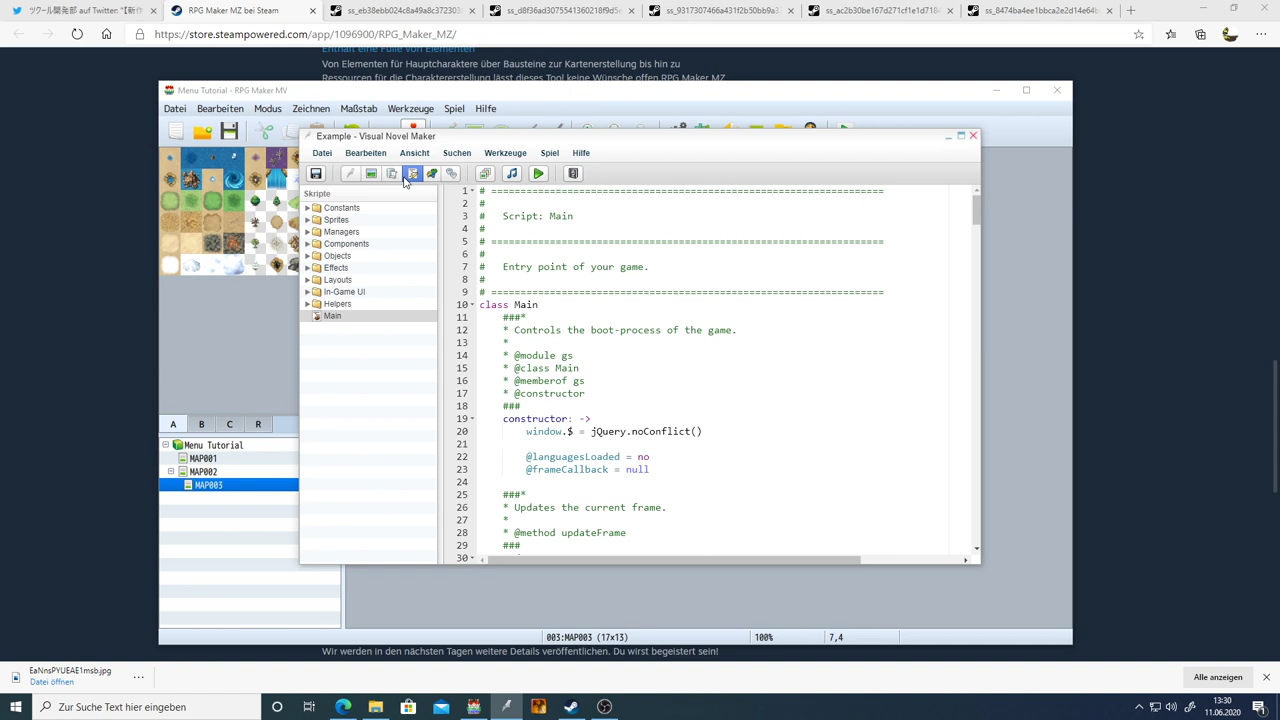 ツクール開発部 auf Twitter: "【新作
RPG Maker MZ bei Steam
ss_eb38ebb024c8a49a8c372303
ss_d8f36ad3075541360218f9d5e
ss_9317307466a431f2b50bb9a3
ss_ac2b30be167d271cf1e1d7184
ss_8474ba4ee1bbca2e2d14e64b
https://store.steampowered.com/app/1096900/RPG_Maker_MZ/
Enthält eine Fülle von Elementen
Von Elementen für Hauptcharaktere über Bausteine zur Kartenerstellung bis hin zu
Ressourcen für die Charaktererstellung lässt dieses Tool keine Wünsche offen RPG Maker MZ
Menu Tutorial - RPG Maker MV
Datei Bearbeiten Modus Zeichnen Maßstab Werkzeuge Spiel Hilfe
Example - Visual Novel Maker
Datei Bearbeiten Ansicht Suchen Werkzeuge Spiel Hilfe
Skripte
Constants
Sprites
Managers
Components
Objects
Effects
Layouts
In-Game UI
Helpers
Main
1 # ===================================================================
2 #
3 #   Script: Main
4 #
5 # ===================================================================
6 #
7 #   Entry point of your game.
8 #
9 # ===================================================================
10 class Main
11 ###*
12 * Controls the boot-process of the game.
13 *
14 * @module gs
15 * @class Main
16 * @memberof gs
17 * @constructor
18 ###
19 constructor: ->
20 window.$ = jQuery.noConflict()
21
22 @languagesLoaded = no
23 @frameCallback = null
24
25 ###*
26 * Updates the current frame.
27 *
28 * @method updateFrame
29 ###
30
A B C R
Menu Tutorial
MAP001
MAP002
MAP003
003:MAP003 (17×13) 100% 7,4
Wir werden in den nächsten Tagen weitere Details veröffentlichen. Du wirst begeistert sein!
EaNnsPYUEAE1msb.jpg
Datei öffnen
Alle anzeigen
Zur Suche Text hier eingeben
13:30
11.06.2020